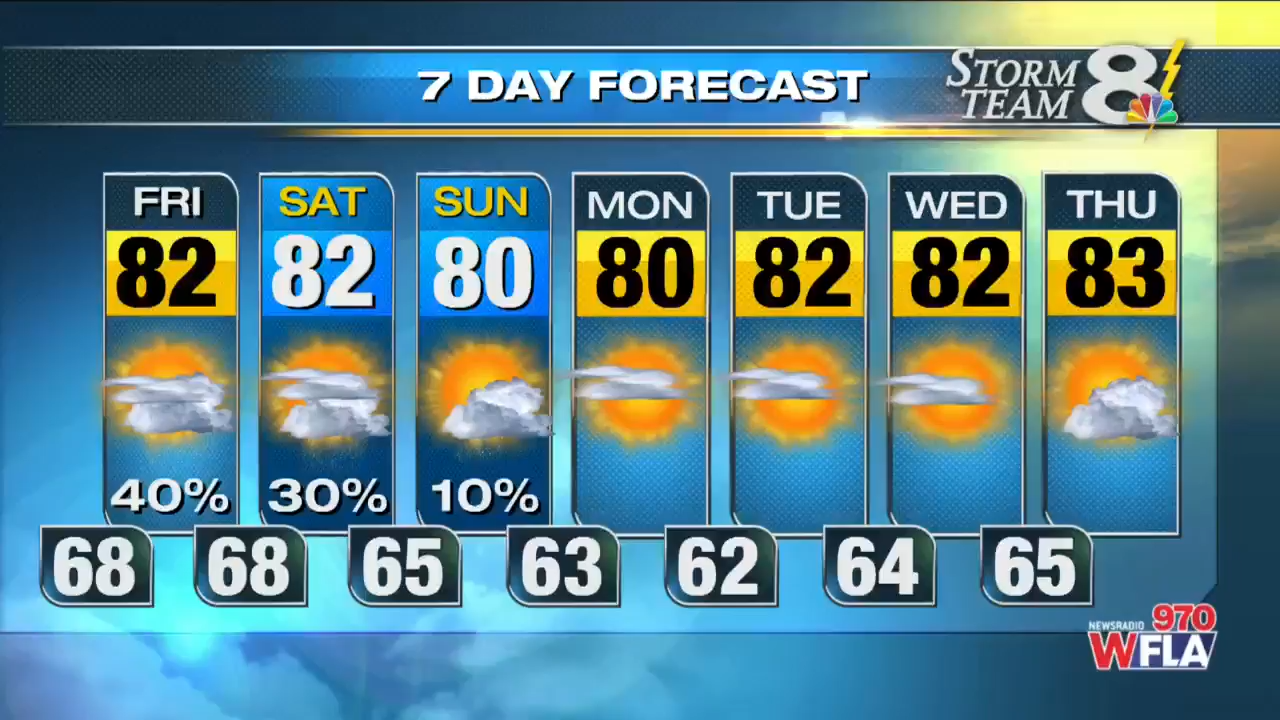 7 DAY FORECAST
STORM TEAM 8
FRI SAT SUN MON TUE WED THU
82 82 80 80 82 82 83
40% 30% 10%
68 68 65 63 62 64 65
NEWSRADIO 970
WFLA